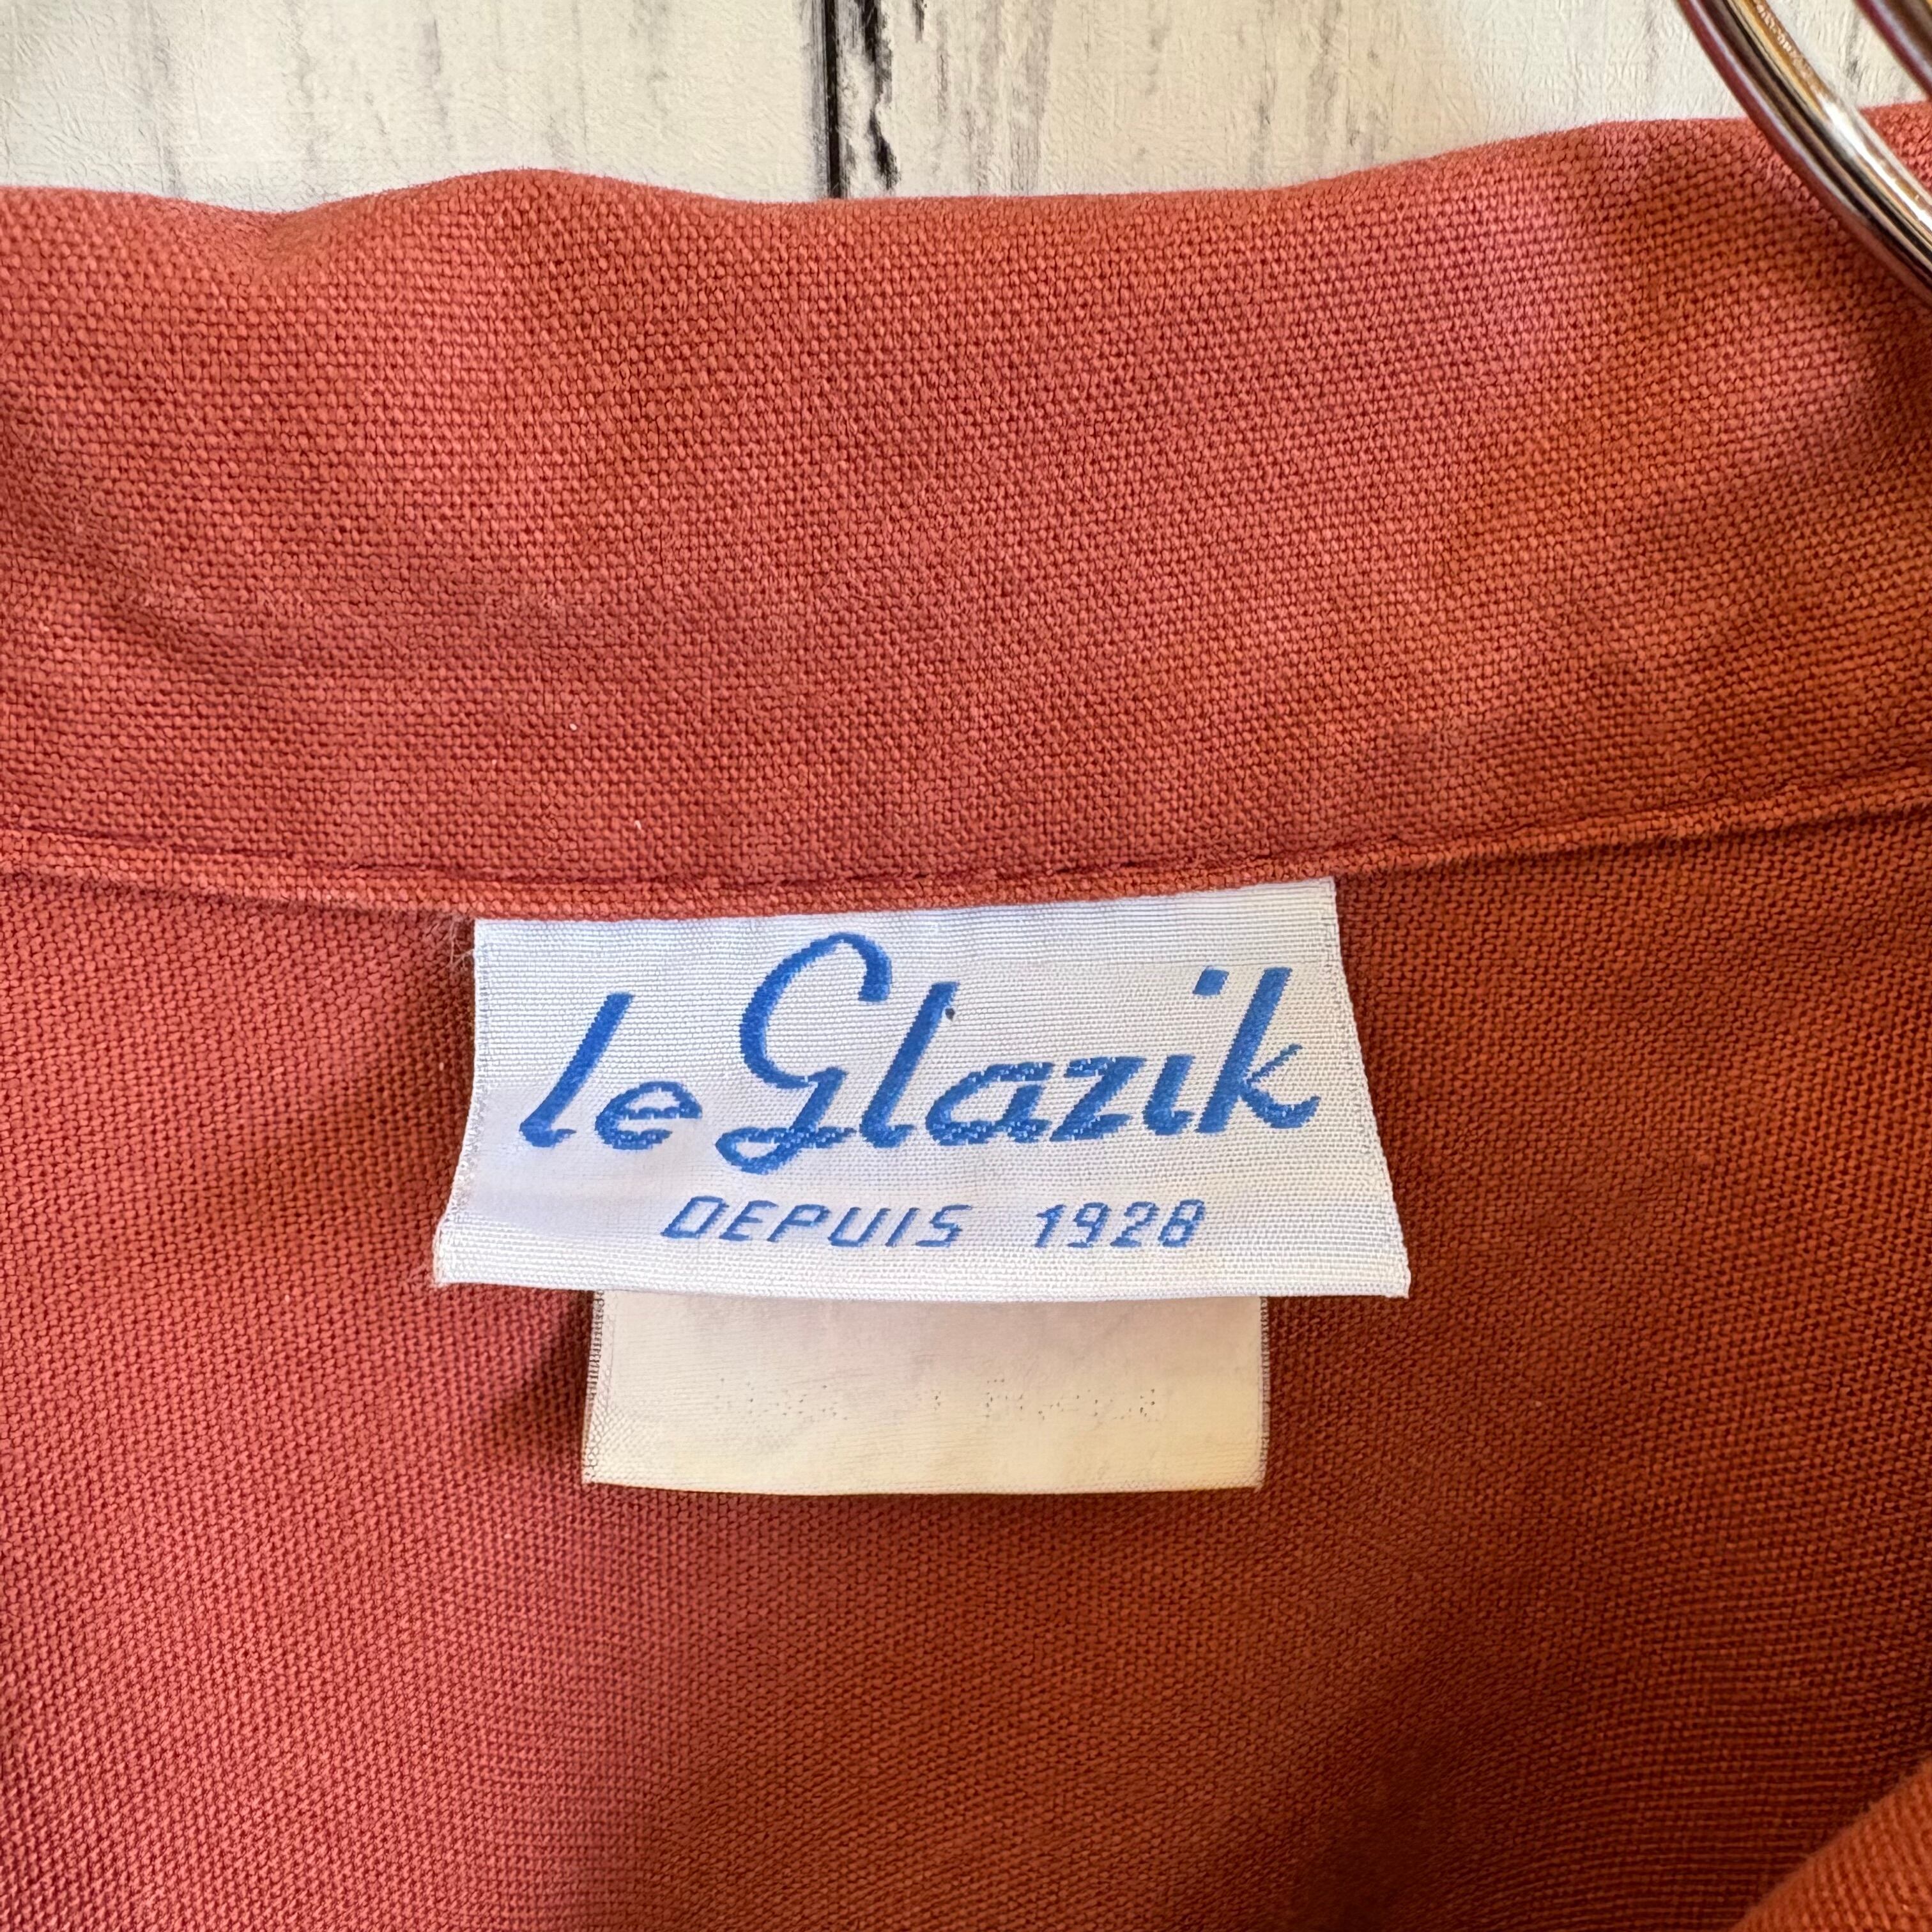 le Glazik
DEPUIS 1928